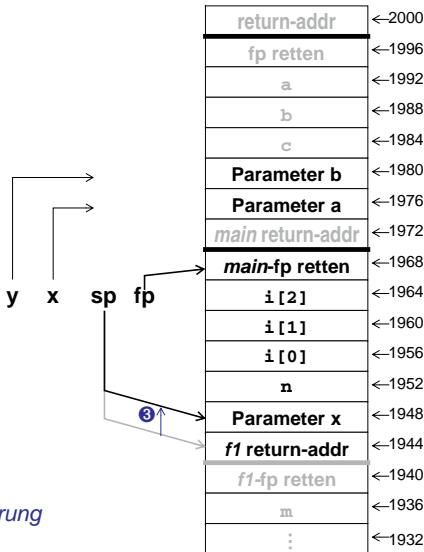 return-addr ←2000
fp retten ←1996
a ←1992
b ←1988
c ←1984
Parameter b ←1980
Parameter a ←1976
main return-addr ←1972
main-fp retten ←1968
y x sp fp
i[2] ←1964
i[1] ←1960
i[0] ←1956
n ←1952
Parameter x ←1948
❸
f1 return-addr ←1944
f1-fp retten ←1940
rung
m ←1936
⋮ ←1932